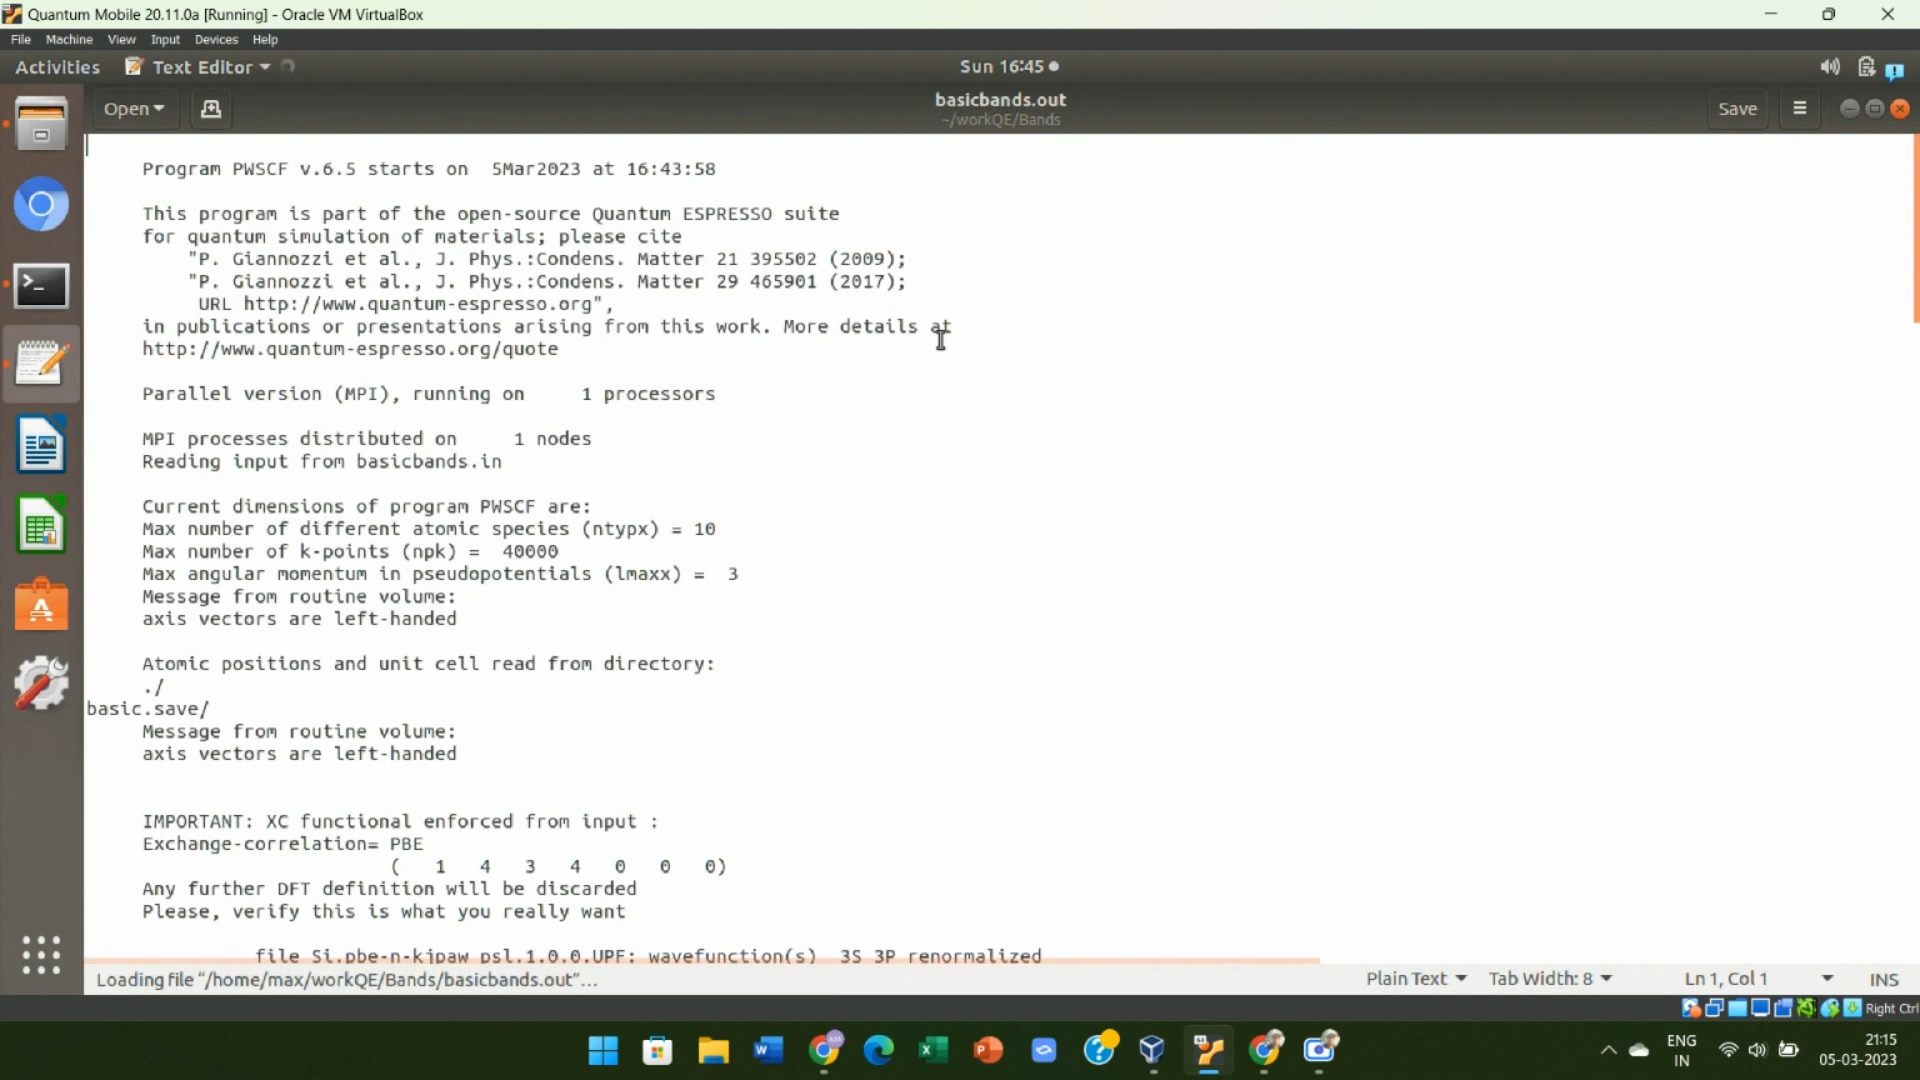 Quantum Mobile 20.11.0a [Running] - Oracle VM VirtualBox
File Machine View Input Devices Help
Activities Text Editor Sun 16:45
Open basicbands.out Save
~/workQE/Bands
Program PWSCF v.6.5 starts on 5Mar2023 at 16:43:58
This program is part of the open-source Quantum ESPRESSO suite
for quantum simulation of materials; please cite
"P. Giannozzi et al., J. Phys.:Condens. Matter 21 395502 (2009);
"P. Giannozzi et al., J. Phys.:Condens. Matter 29 465901 (2017);
URL http://www.quantum-espresso.org",
in publications or presentations arising from this work. More details at
http://www.quantum-espresso.org/quote
Parallel version (MPI), running on 1 processors
MPI processes distributed on 1 nodes
Reading input from basicbands.in
Current dimensions of program PWSCF are:
Max number of different atomic species (ntypx) = 10
Max number of k-points (npk) = 40000
Max angular momentum in pseudopotentials (lmaxx) = 3
Message from routine volume:
axis vectors are left-handed
Atomic positions and unit cell read from directory:
./
basic.save/
Message from routine volume:
axis vectors are left-handed
IMPORTANT: XC functional enforced from input :
Exchange-correlation= PBE
( 1 4 3 4 0 0 0)
Any further DFT definition will be discarded
Please, verify this is what you really want
file Si.pbe-n-kjpaw_psl.1.0.0.UPF: wavefunction(s) 3S 3P renormalized
Loading file “/home/max/workQE/Bands/basicbands.out”... Plain Text Tab Width: 8 Ln 1, Col 1 INS
Right Ctrl
ENG
IN
21:15
05-03-2023